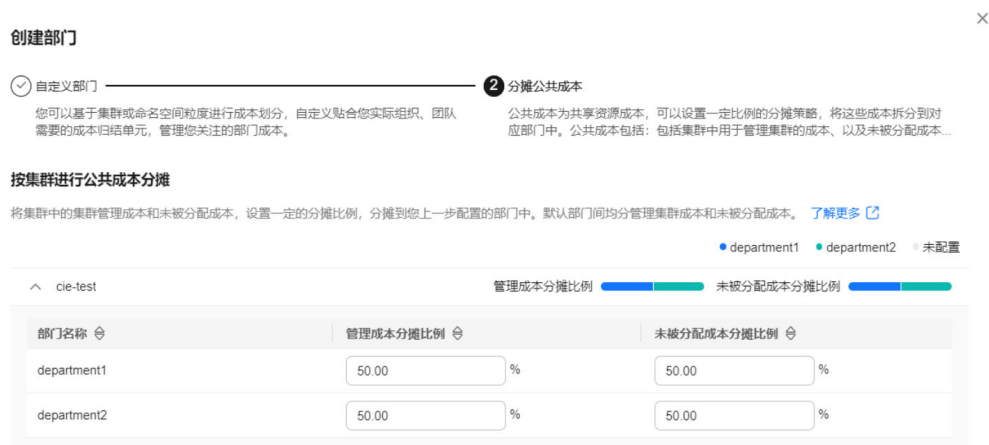 创建部门
自定义部门
2 分摊公共成本
您可以基于集群或命名空间粒度进行成本划分，自定义贴合您实际组织、团队
需要的成本归结单元，管理您关注的部门成本。
公共成本为共享资源成本，可以设置一定比例的分摊策略，将这些成本拆分到对
应部门中。公共成本包括：包括集群中用于管理集群的成本、以及未被分配成本...
按集群进行公共成本分摊
将集群中的集群管理成本和未被分配成本，设置一定的分摊比例，分摊到您上一步配置的部门中。默认部门间均分管理集群成本和未被分配成本。 了解更多
department1 department2 未配置
cie-test 管理成本分摊比例 未被分配成本分摊比例
部门名称 管理成本分摊比例 未被分配成本分摊比例
department1 50.00 % 50.00 %
department2 50.00 % 50.00 %